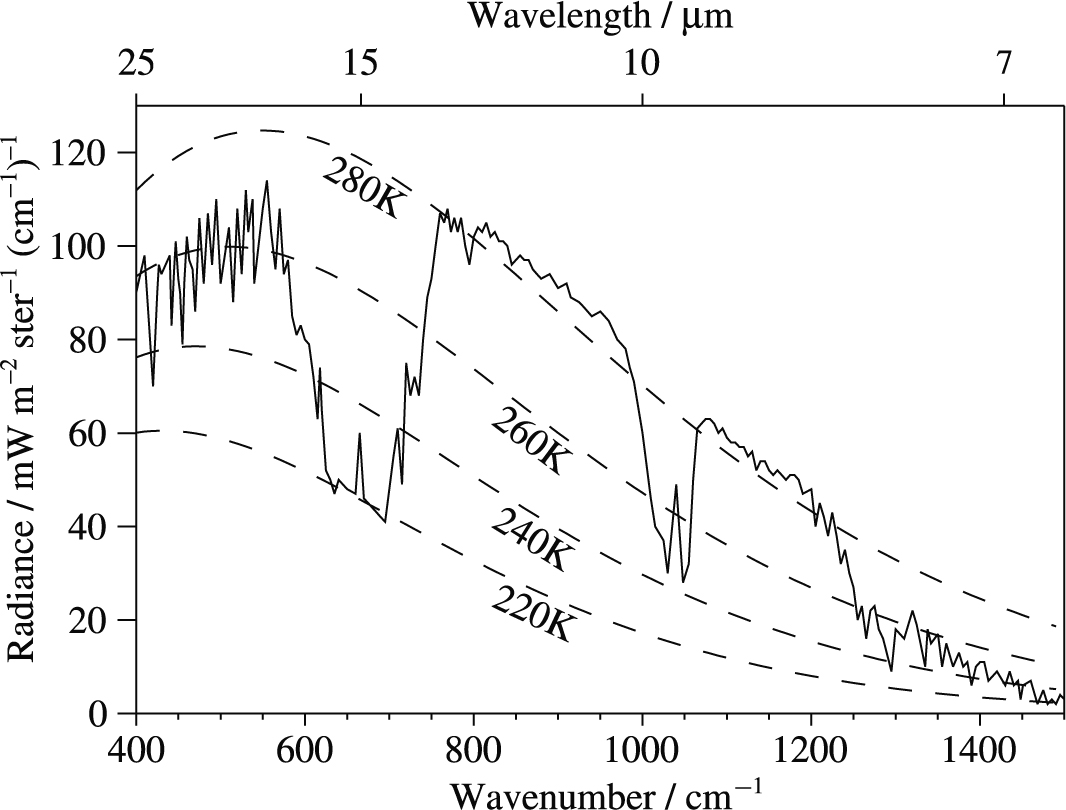 Wavelength / μm
25 15 10 7
Radiance / mW m⁻² ster⁻¹ (cm⁻¹)⁻¹
120
100
80
60
40
20
0
280K
260K
240K
220K
400 600 800 1000 1200 1400
Wavenumber / cm⁻¹